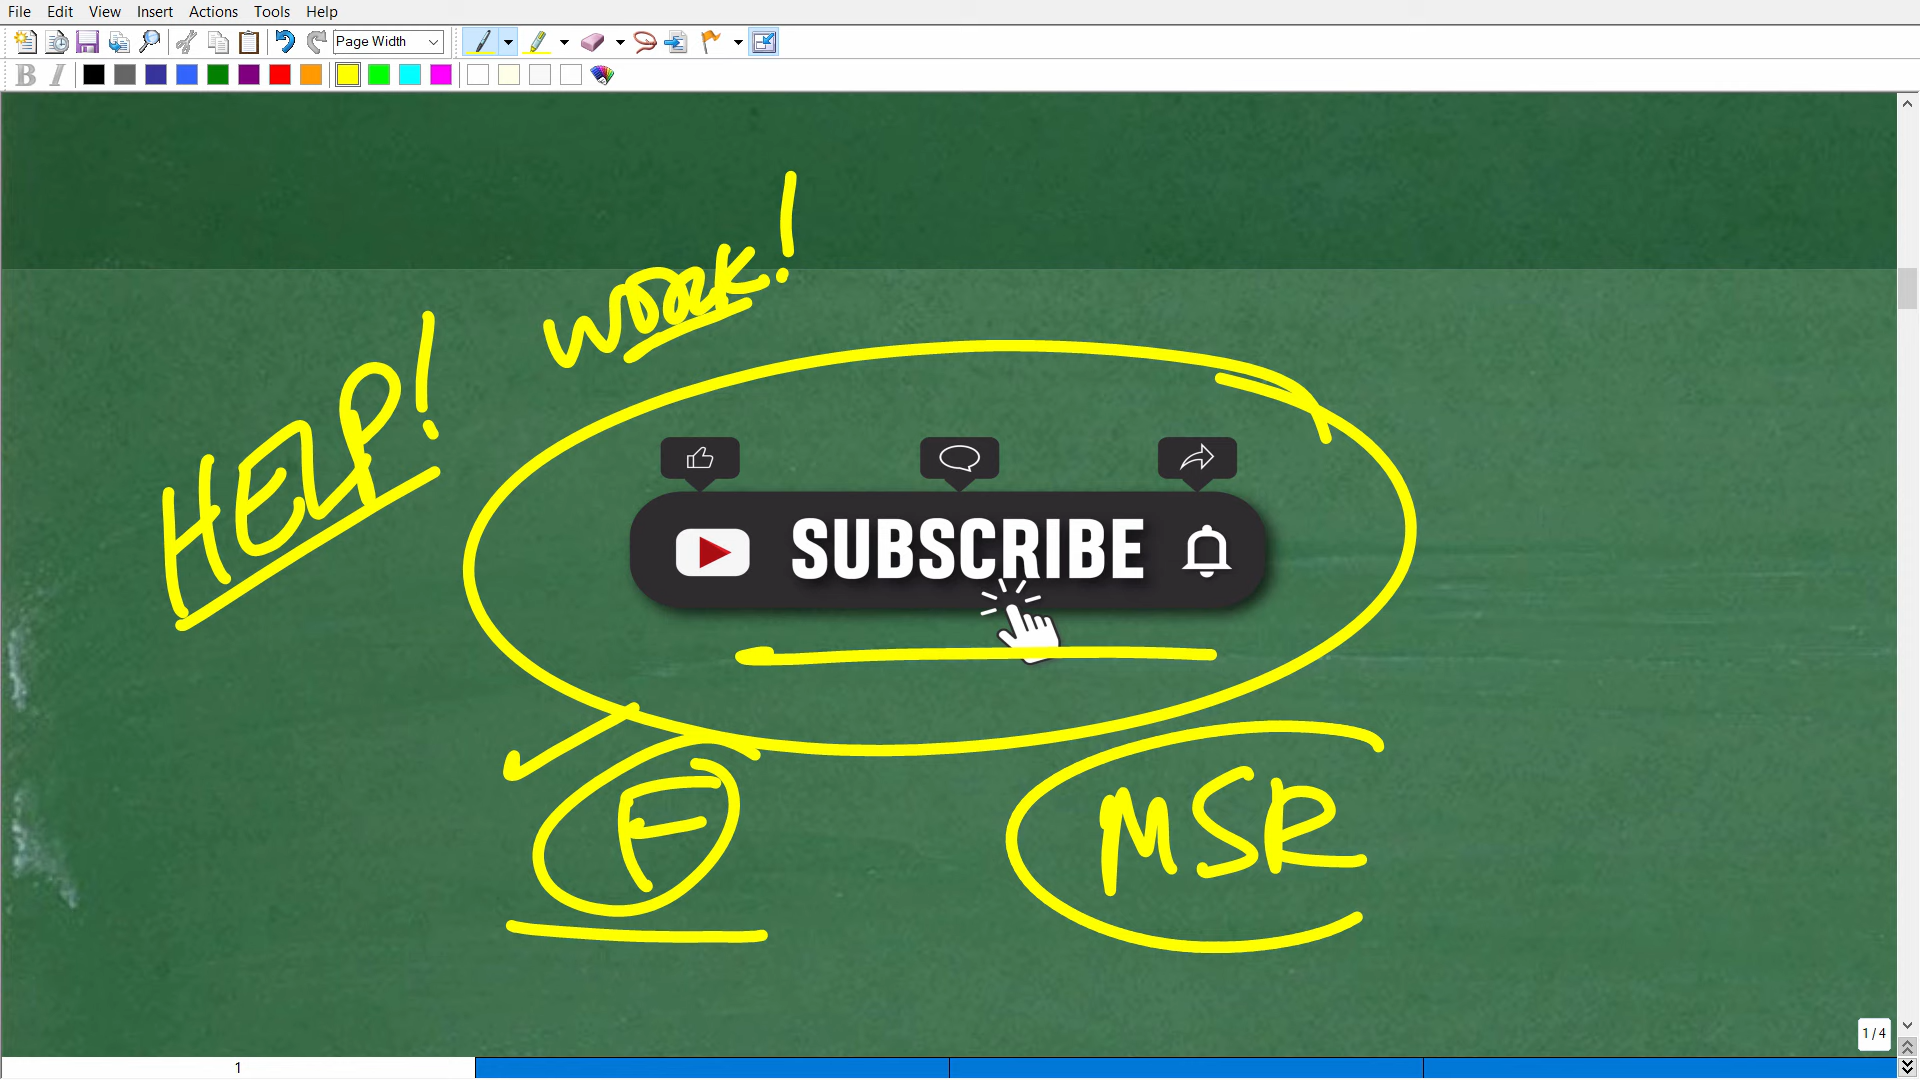 File Edit View Insert Actions Tools Help
Page Width
B I
work!
HELP!
SUBSCRIBE
F
MSR
1 / 4
1